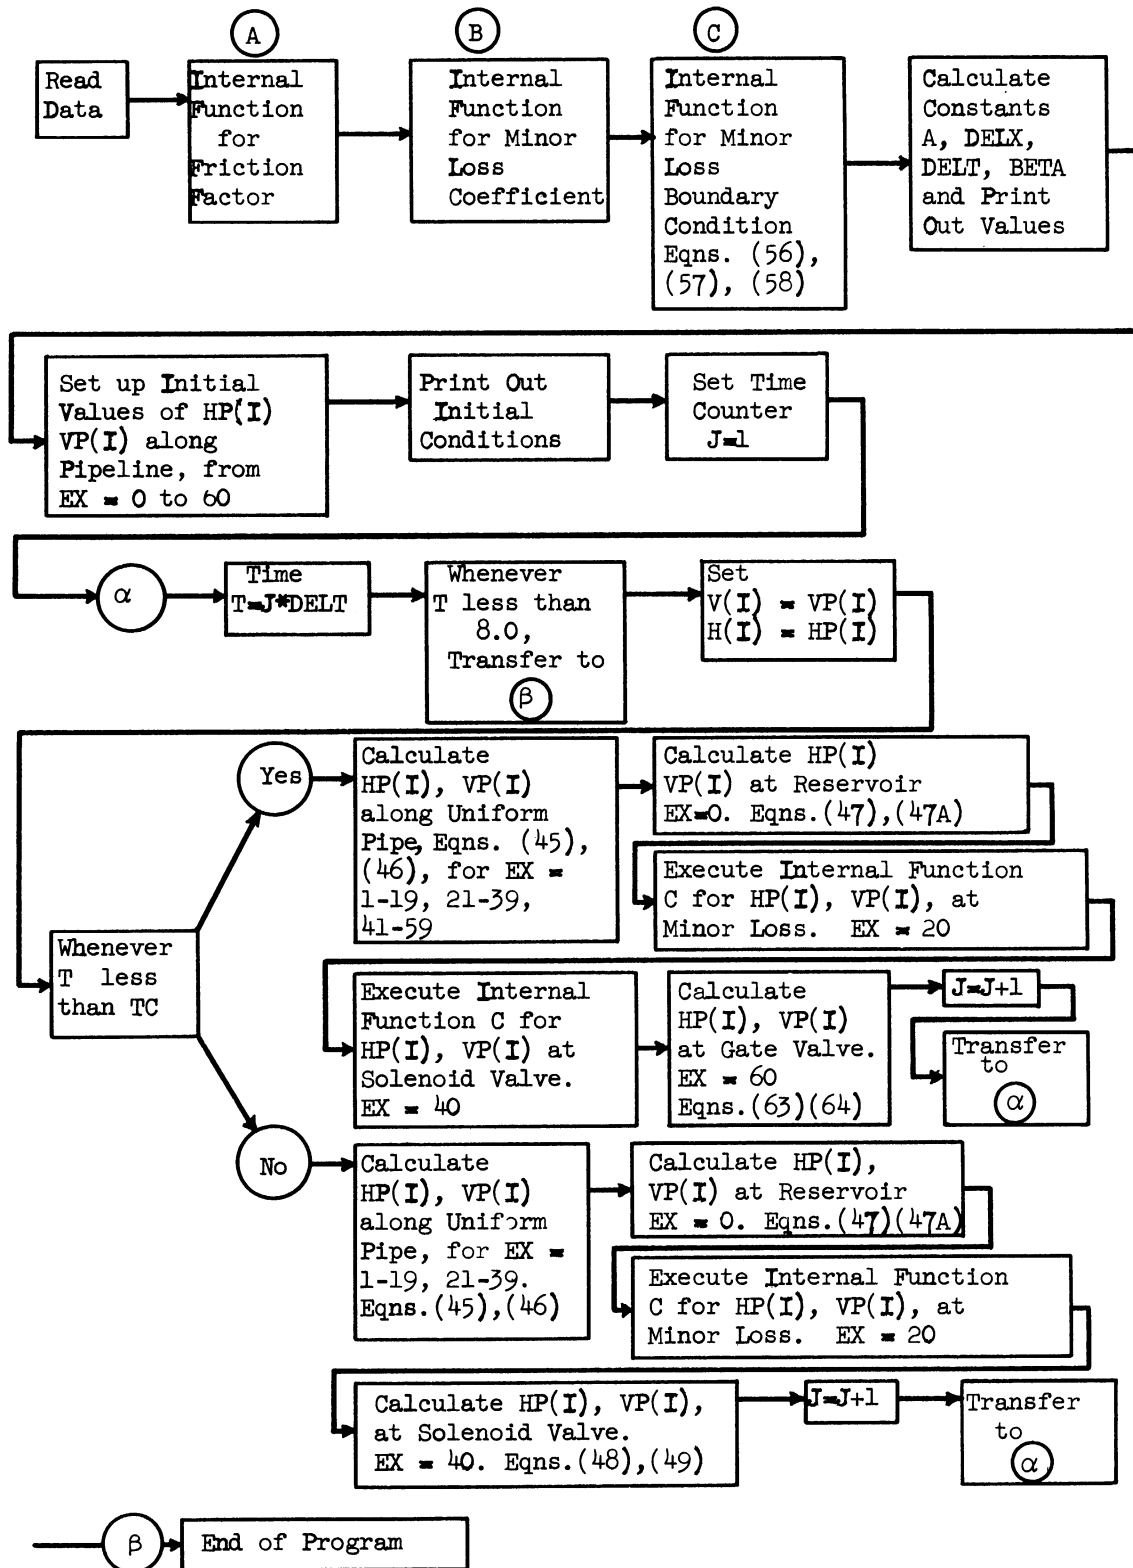 A
B
C
Read
Data
Internal
Function
for
Friction
Factor
Internal
Function
for Minor
Loss
Coefficient
Internal
Function
for Minor
Loss
Boundary
Condition
Eqns. (56),
(57), (58)
Calculate
Constants
A, DELX,
DELT, BETA
and Print
Out Values
Set up Initial
Values of HP(I)
VP(I) along
Pipeline, from
EX = 0 to 60
Print Out
Initial
Conditions
Set Time
Counter
J=1
α
Time
T=J*DELT
Whenever
T less than
8.0,
Transfer to
β
Set
V(I) = VP(I)
H(I) = HP(I)
Whenever
T less
than TC
Yes
Calculate
HP(I), VP(I)
along Uniform
Pipe, Eqns. (45),
(46), for EX =
1-19, 21-39,
41-59
Calculate HP(I)
VP(I) at Reservoir
EX=0. Eqns.(47),(47A)
Execute Internal Function
C for HP(I), VP(I), at
Minor Loss. EX = 20
Execute Internal
Function C for
HP(I), VP(I) at
Solenoid Valve.
EX = 40
Calculate
HP(I), VP(I)
at Gate Valve.
EX = 60
Eqns.(63)(64)
J=J+1
Transfer
to
α
No
Calculate
HP(I), VP(I)
along Uniform
Pipe, for EX =
1-19, 21-39.
Eqns.(45),(46)
Calculate HP(I),
VP(I) at Reservoir
EX = 0. Eqns.(47)(47A)
Execute Internal Function
C for HP(I), VP(I), at
Minor Loss. EX = 20
Calculate HP(I), VP(I),
at Solenoid Valve.
EX = 40. Eqns.(48),(49)
J=J+1
Transfer
to
α
β
End of Program